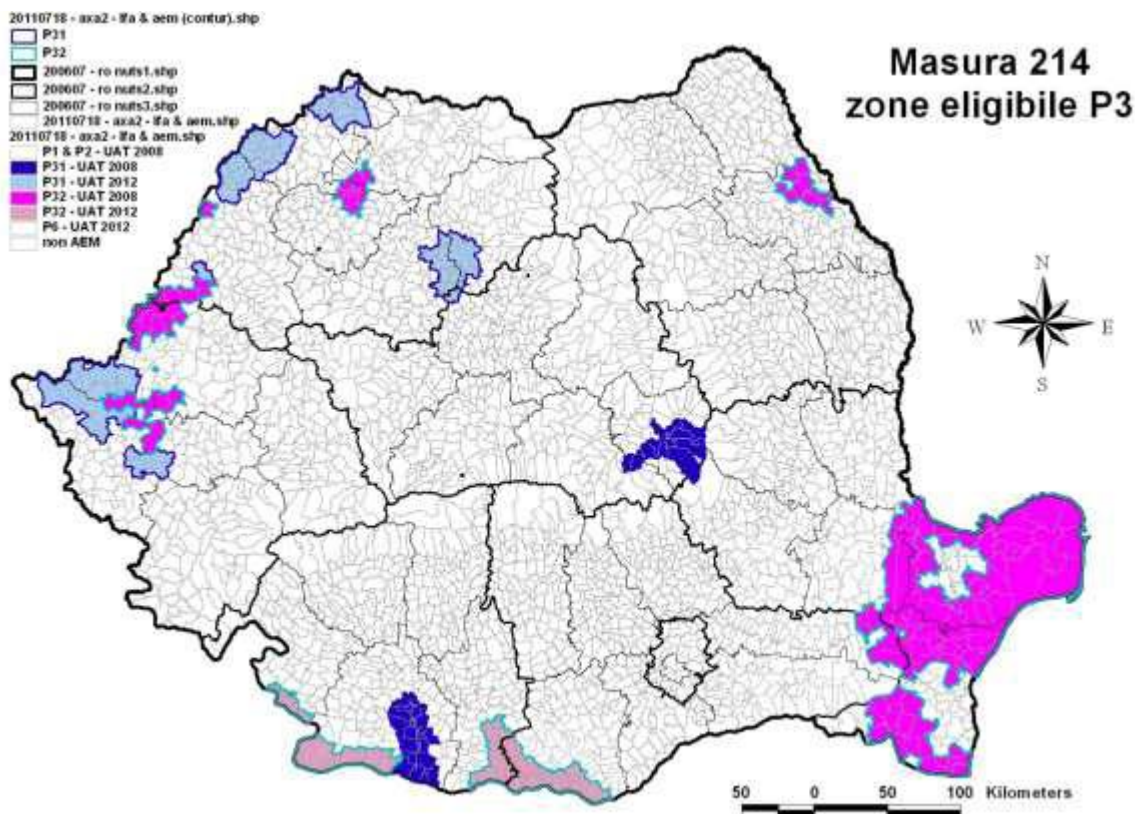 20110718 - axa2 - lfa & aem (contur).shp
P31
P32
200607 - ro nuts1.shp
200607 - ro nuts2.shp
200607 - ro nuts3.shp
20110718 - axa2 - lfa & aem.shp
20110718 - axa2 - lfa & aem.shp
P1 & P2 - UAT 2008
P31 - UAT 2008
P31 - UAT 2012
P32 - UAT 2008
P32 - UAT 2012
P6 - UAT 2012
non AEM
Masura 214
zone eligibile P3
N
W
E
S
50 0 50 100 Kilometers